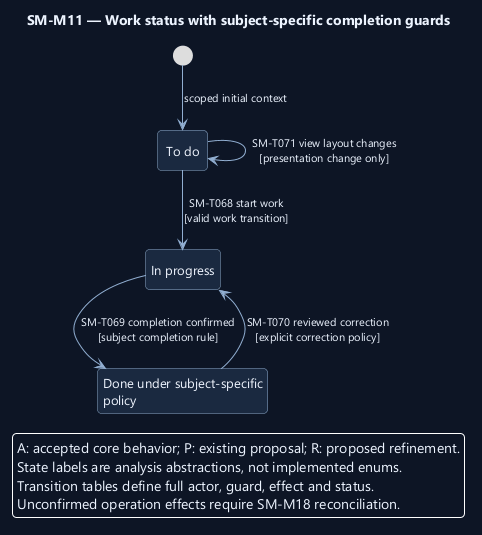 SM-M11 — Work status with subject-specific completion guards
scoped initial context
To do
SM-T071 view layout changes
[presentation change only]
SM-T068 start work
[valid work transition]
In progress
SM-T069 completion confirmed
[subject completion rule]
SM-T070 reviewed correction
[explicit correction policy]
Done under subject-specific
policy
A: accepted core behavior; P: existing proposal; R: proposed refinement.
State labels are analysis abstractions, not implemented enums.
Transition tables define full actor, guard, effect and status.
Unconfirmed operation effects require SM-M18 reconciliation.